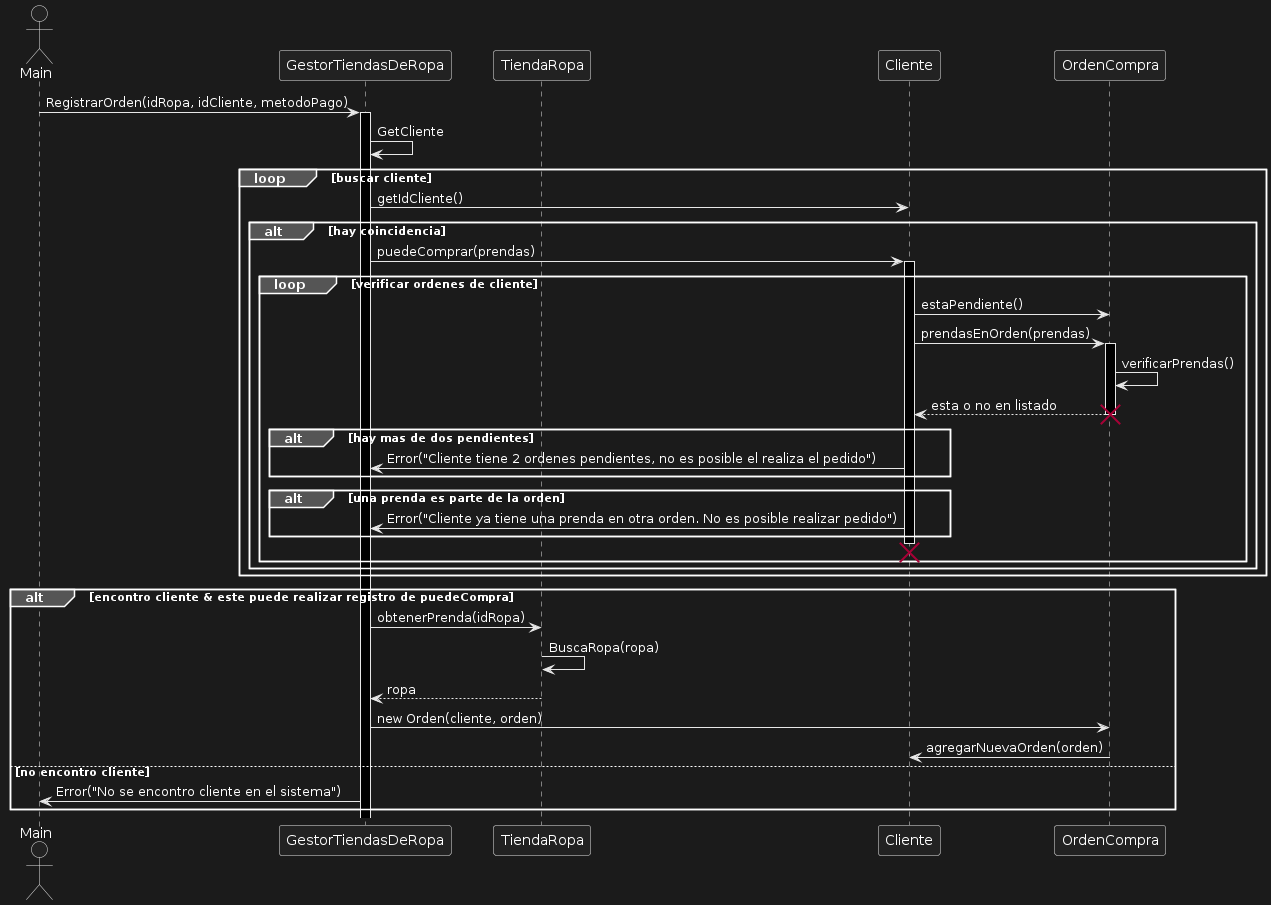 Main
GestorTiendasDeRopa
TiendaRopa
Cliente
OrdenCompra
RegistrarOrden(idRopa, idCliente, metodoPago)
GetCliente
loop [buscar cliente]
getIdCliente()
alt [hay coincidencia]
puedeComprar(prendas)
loop [verificar ordenes de cliente]
estaPendiente()
prendasEnOrden(prendas)
verificarPrendas()
esta o no en listado
alt [hay mas de dos pendientes]
Error("Cliente tiene 2 ordenes pendientes, no es posible el realiza el pedido")
alt [una prenda es parte de la orden]
Error("Cliente ya tiene una prenda en otra orden. No es posible realizar pedido")
alt [encontro cliente & este puede realizar registro de puedeCompra]
obtenerPrenda(idRopa)
BuscaRopa(ropa)
ropa
new Orden(cliente, orden)
agregarNuevaOrden(orden)
[no encontro cliente]
Error("No se encontro cliente en el sistema")
Main
GestorTiendasDeRopa
TiendaRopa
Cliente
OrdenCompra